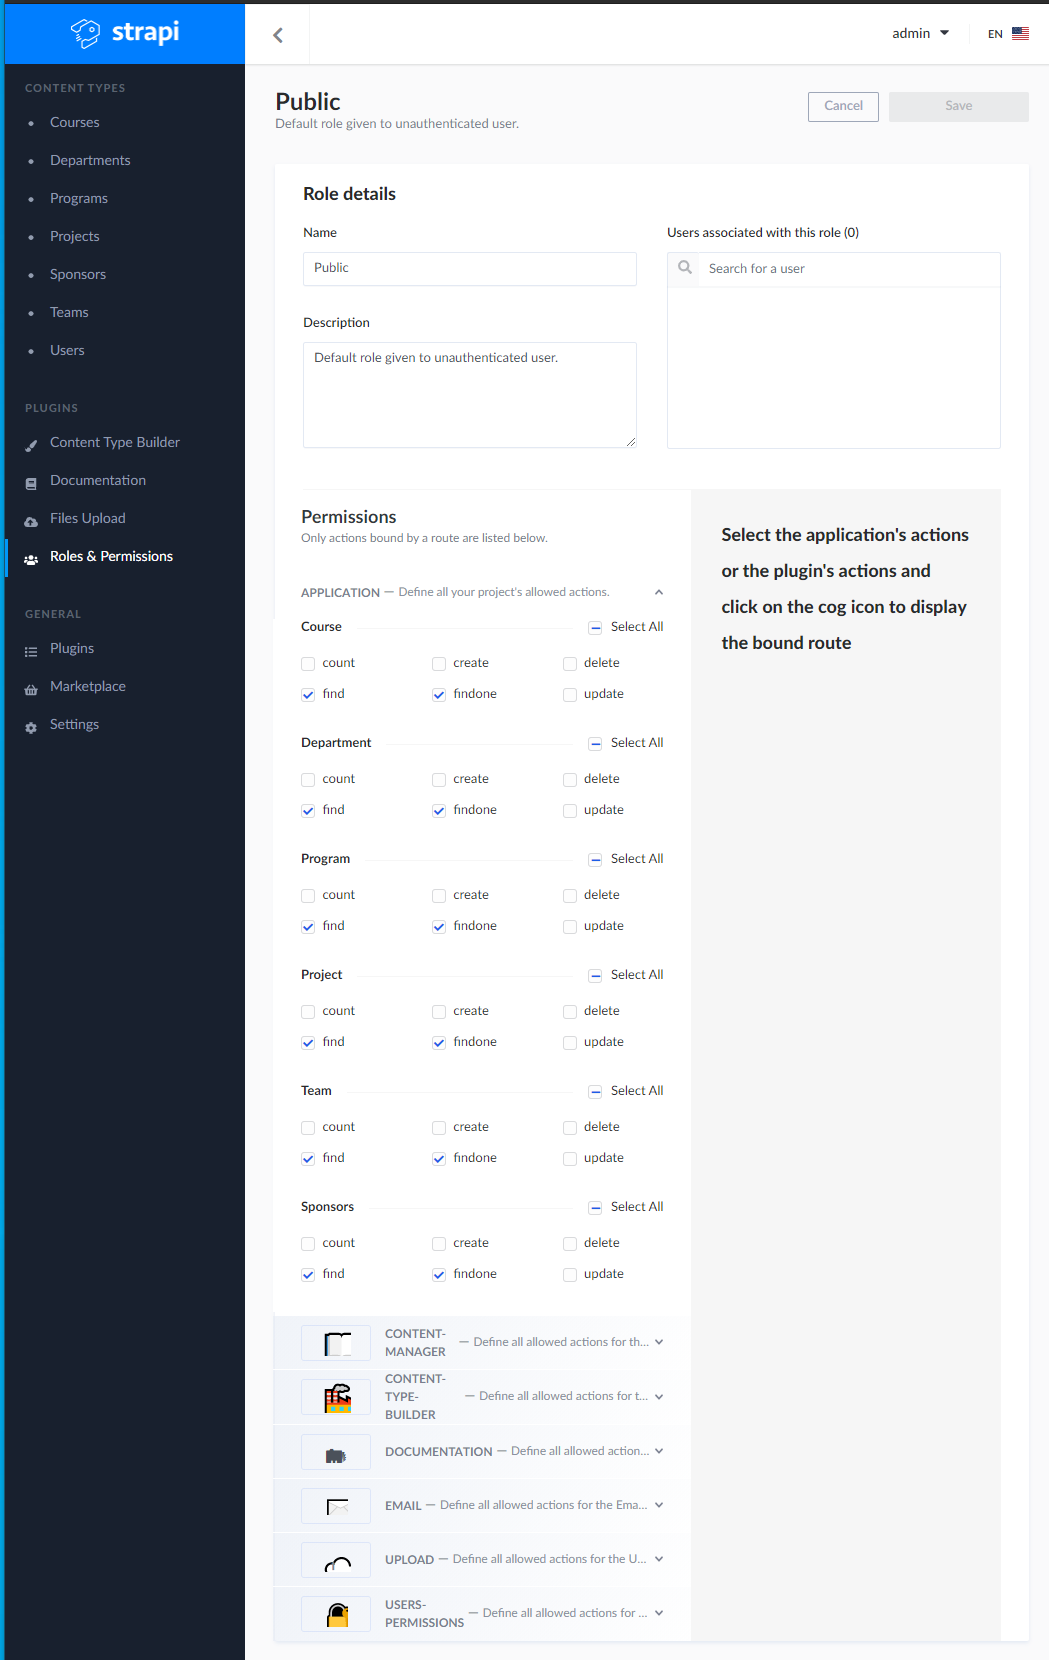 strapi
admin
EN
CONTENT TYPES
Courses
Departments
Programs
Projects
Sponsors
Teams
Users
PLUGINS
Content Type Builder
Documentation
Files Upload
Roles & Permissions
GENERAL
Plugins
Marketplace
Settings
Public
Default role given to unauthenticated user.
Cancel
Save
Role details
Name
Public
Users associated with this role (0)
Search for a user
Description
Default role given to unauthenticated user.
Permissions
Only actions bound by a route are listed below.
Select the application's actions
or the plugin's actions and
click on the cog icon to display
the bound route
APPLICATION — Define all your project's allowed actions.
Course Select All
count create delete
find findone update
Department Select All
count create delete
find findone update
Program Select All
count create delete
find findone update
Project Select All
count create delete
find findone update
Team Select All
count create delete
find findone update
Sponsors Select All
count create delete
find findone update
CONTENT-
MANAGER — Define all allowed actions for th...
CONTENT-
TYPE- — Define all allowed actions for t...
BUILDER
DOCUMENTATION — Define all allowed action...
EMAIL — Define all allowed actions for the Ema...
UPLOAD — Define all allowed actions for the U...
USERS-
PERMISSIONS — Define all allowed actions for ...